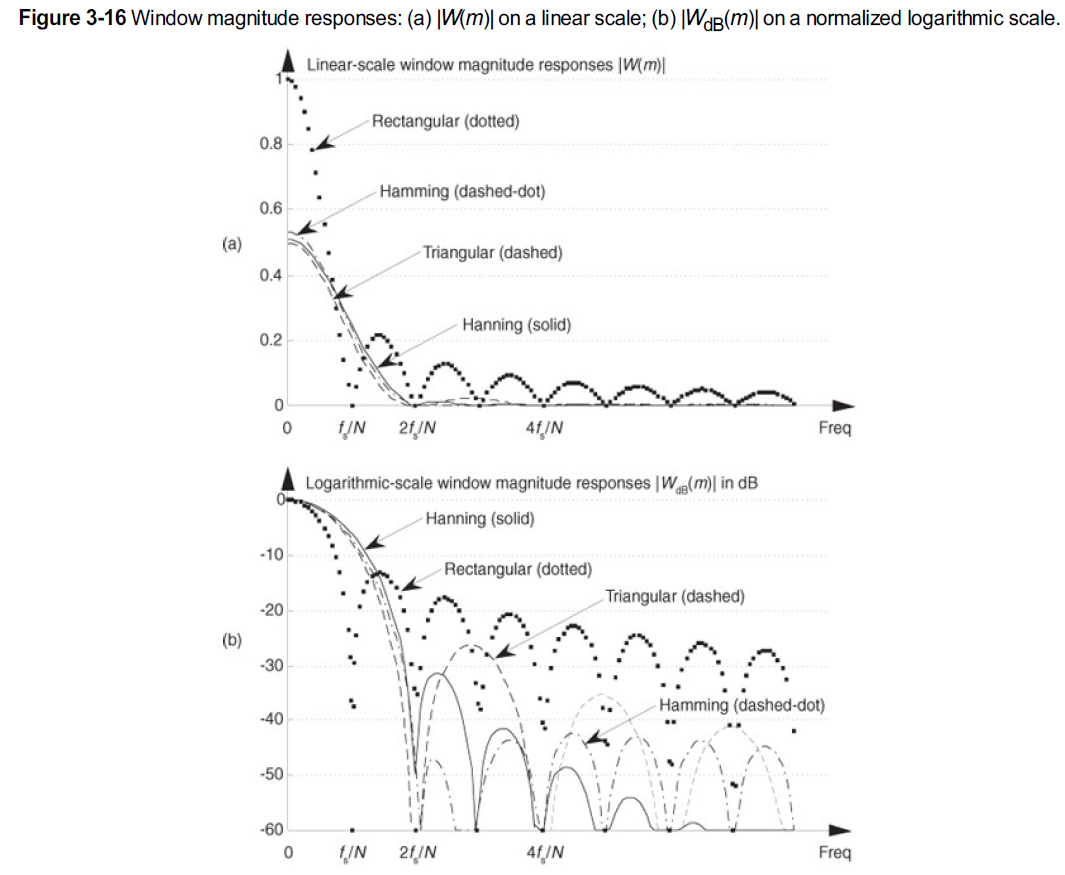 Figure 3-16 Window magnitude responses: (a) |W(m)| on a linear scale; (b) |WdB(m)| on a normalized logarithmic scale.
Linear-scale window magnitude responses |W(m)|
1
Rectangular (dotted)
0.8
Hamming (dashed-dot)
0.6
(a)
Triangular (dashed)
0.4
Hanning (solid)
0.2
0
0 fs/N 2fs/N 4fs/N Freq
Logarithmic-scale window magnitude responses |WdB(m)| in dB
0
Hanning (solid)
-10
Rectangular (dotted)
Triangular (dashed)
-20
(b)
-30
Hamming (dashed-dot)
-40
-50
-60
0 fs/N 2fs/N 4fs/N Freq